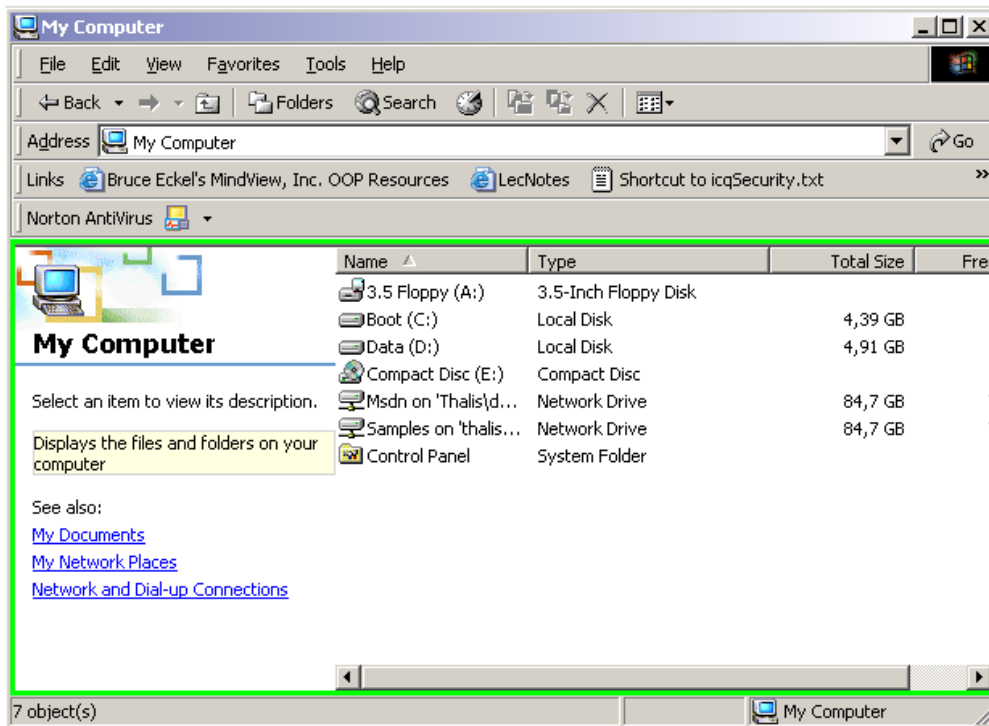 My Computer
File Edit View Favorites Tools Help
Back Folders Search
Address My Computer Go
Links Bruce Eckel's MindView, Inc. OOP Resources LecNotes Shortcut to icqSecurity.txt »
Norton AntiVirus
Name Type Total Size Fre
3.5 Floppy (A:) 3.5-Inch Floppy Disk
Boot (C:) Local Disk 4,39 GB
Data (D:) Local Disk 4,91 GB
Compact Disc (E:) Compact Disc
Msdn on 'Thalis\d... Network Drive 84,7 GB
Samples on 'thalis... Network Drive 84,7 GB
Control Panel System Folder
My Computer
Select an item to view its description.
Displays the files and folders on your
computer
See also:
My Documents
My Network Places
Network and Dial-up Connections
7 object(s) My Computer